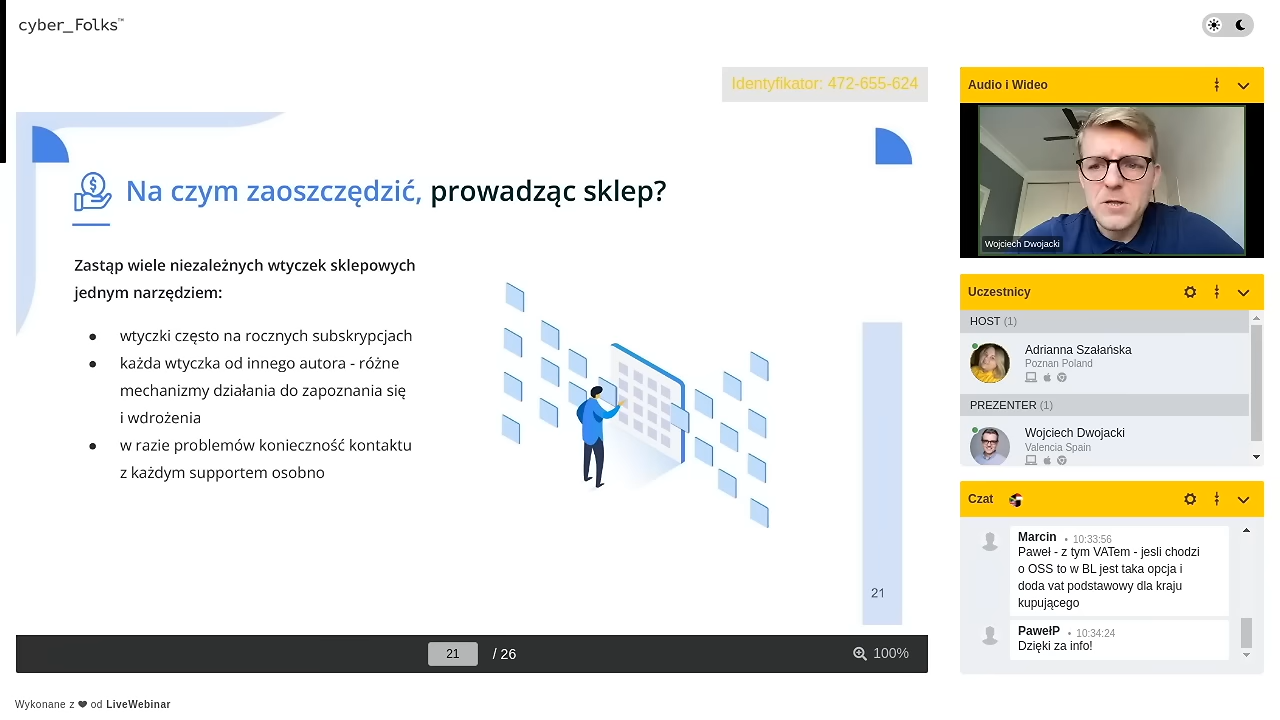 cyber_Folks™
Identyfikator: 472-655-624
Na czym zaoszczędzić, prowadząc sklep?
Zastąp wiele niezależnych wtyczek sklepowych
jednym narzędziem:
● wtyczki często na rocznych subskrypcjach
● każda wtyczka od innego autora - różne
mechanizmy działania do zapoznania się
i wdrożenia
● w razie problemów konieczność kontaktu
z każdym supportem osobno
21
21 / 26
100%
Wykonane z ❤ od LiveWebinar
Audio i Wideo
Wojciech Dwojacki
Uczestnicy
HOST (1)
Adrianna Szałańska
Poznan Poland
PREZENTER (1)
Wojciech Dwojacki
Valencia Spain
Czat
Marcin • 10:33:56
Paweł - z tym VATem - jesli chodzi
o OSS to w BL jest taka opcja i
doda vat podstawowy dla kraju
kupującego
PawełP • 10:34:24
Dzięki za info!